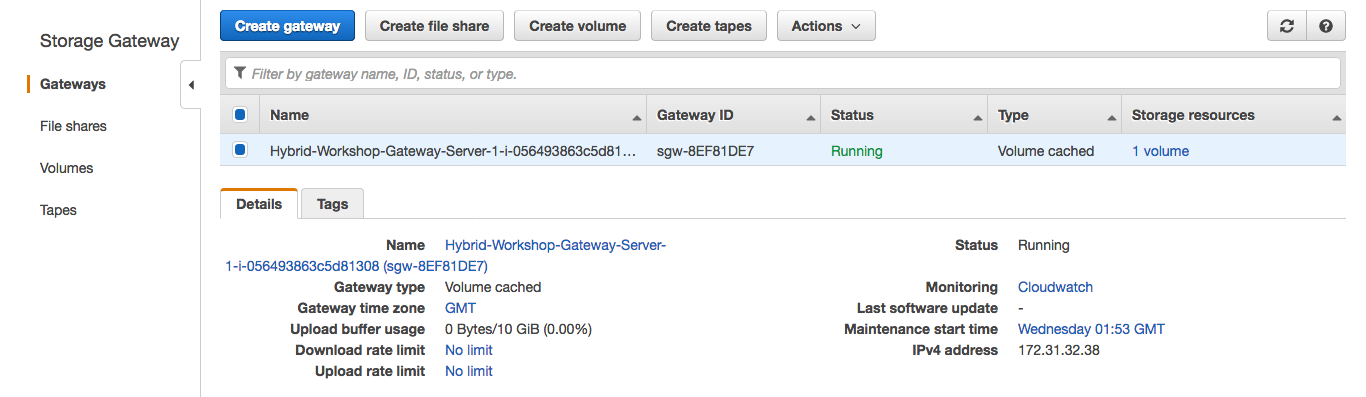 Storage Gateway
Gateways
File shares
Volumes
Tapes
Create gateway Create file share Create volume Create tapes Actions
Filter by gateway name, ID, status, or type.
Name Gateway ID Status Type Storage resources
Hybrid-Workshop-Gateway-Server-1-i-056493863c5d81... sgw-8EF81DE7 Running Volume cached 1 volume
Details Tags
Name Hybrid-Workshop-Gateway-Server-
1-i-056493863c5d81308 (sgw-8EF81DE7)
Gateway type Volume cached
Gateway time zone GMT
Upload buffer usage 0 Bytes/10 GiB (0.00%)
Download rate limit No limit
Upload rate limit No limit
Status Running
Monitoring Cloudwatch
Last software update -
Maintenance start time Wednesday 01:53 GMT
IPv4 address 172.31.32.38